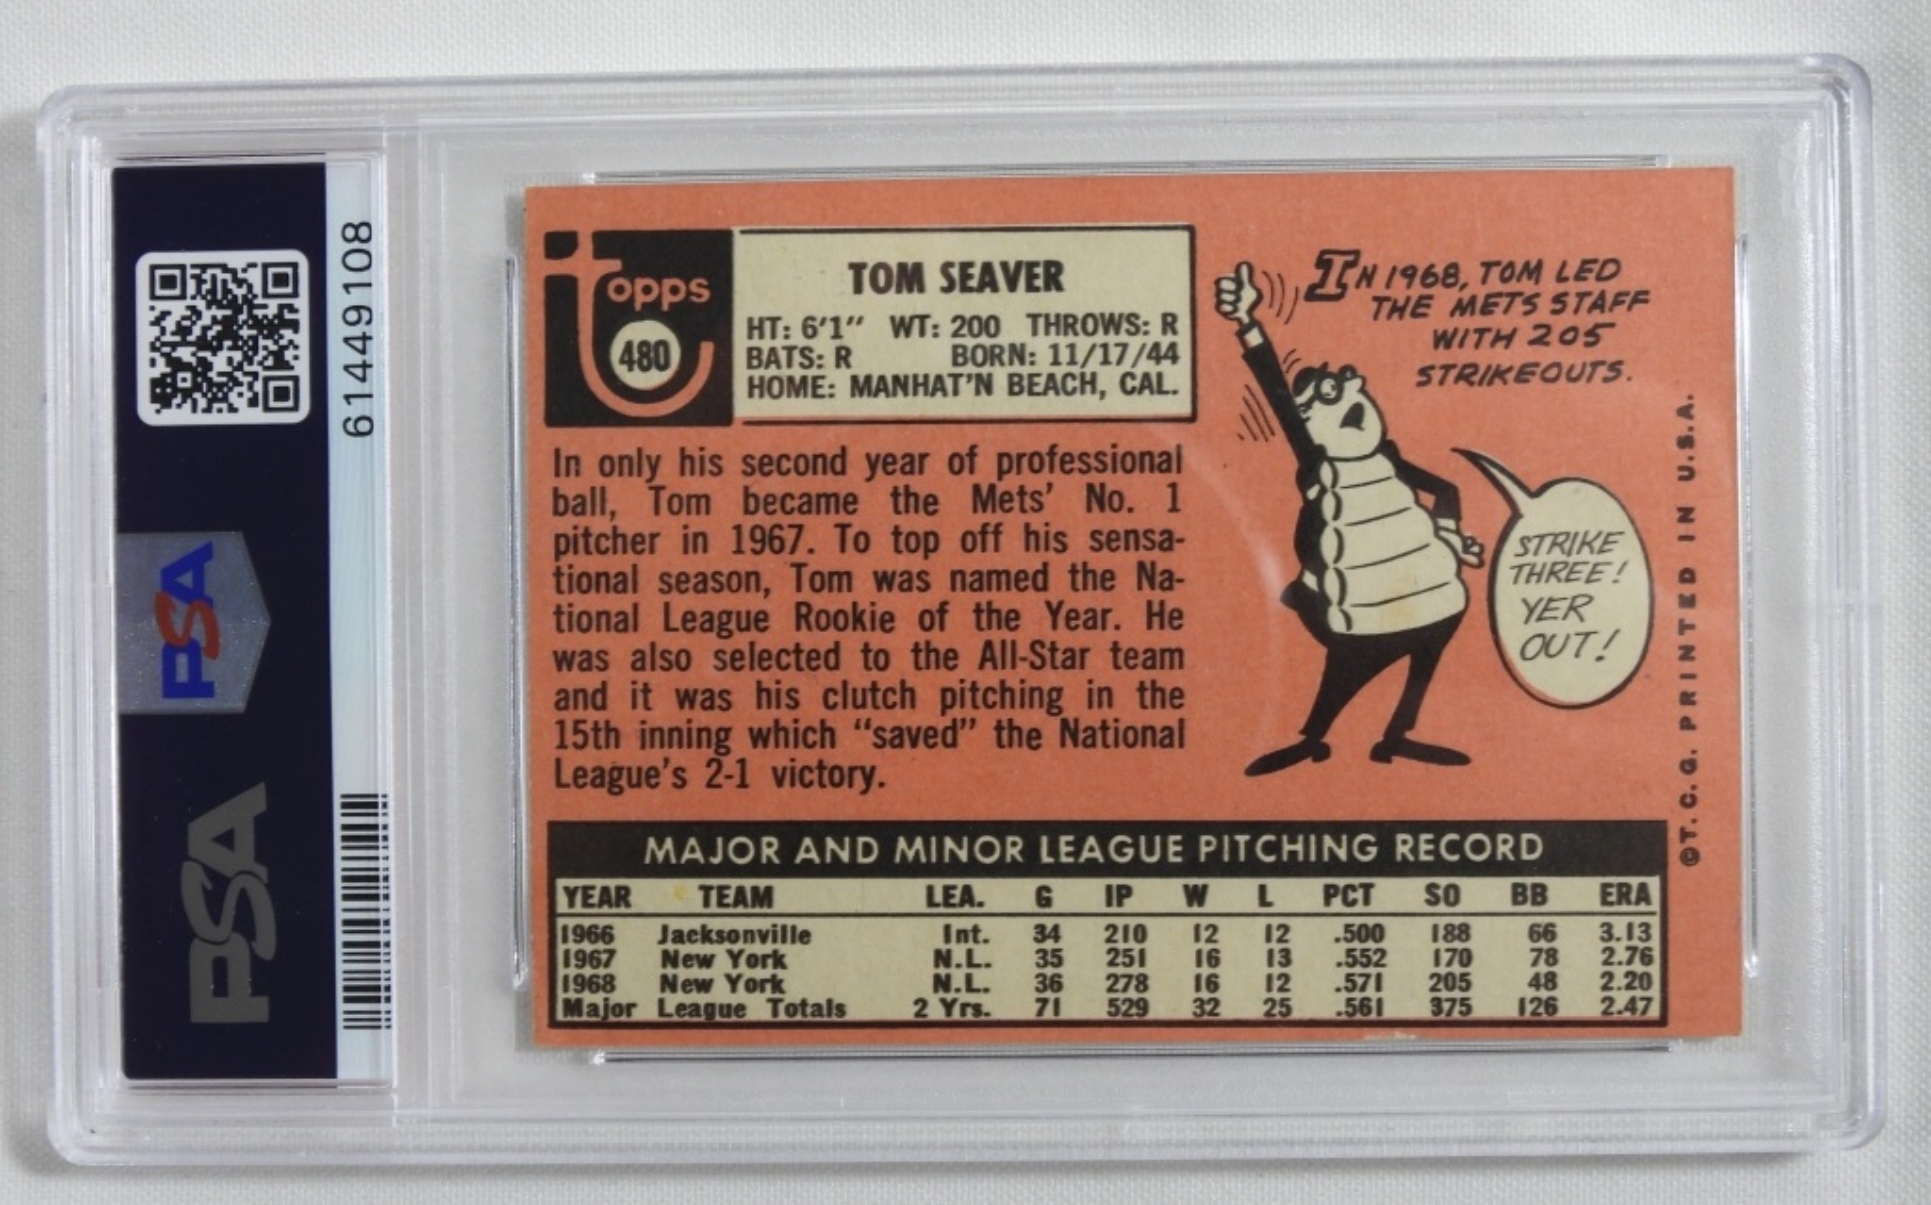 61449108
PSA
PSA
Topps
480
TOM SEAVER
HT: 6'1" WT: 200 THROWS: R
BATS: R BORN: 11/17/44
HOME: MANHAT'N BEACH, CAL.
In only his second year of professional
ball, Tom became the Mets' No. 1
pitcher in 1967. To top off his sensa-
tional season, Tom was named the Na-
tional League Rookie of the Year. He
was also selected to the All-Star team
and it was his clutch pitching in the
15th inning which "saved" the National
League's 2-1 victory.
IN 1968, TOM LED
THE METS STAFF
WITH 205
STRIKEOUTS.
STRIKE
THREE!
YER
OUT!
©T. C. G. PRINTED IN U.S.A.
MAJOR AND MINOR LEAGUE PITCHING RECORD
YEAR TEAM LEA. G IP W L PCT SO BB ERA
1966 Jacksonville Int. 34 210 12 12 .500 188 66 3.13
1967 New York N.L. 35 251 16 13 .552 170 78 2.76
1968 New York N.L. 36 278 16 12 .571 205 48 2.20
Major League Totals 2 Yrs. 71 529 32 25 .561 375 126 2.47